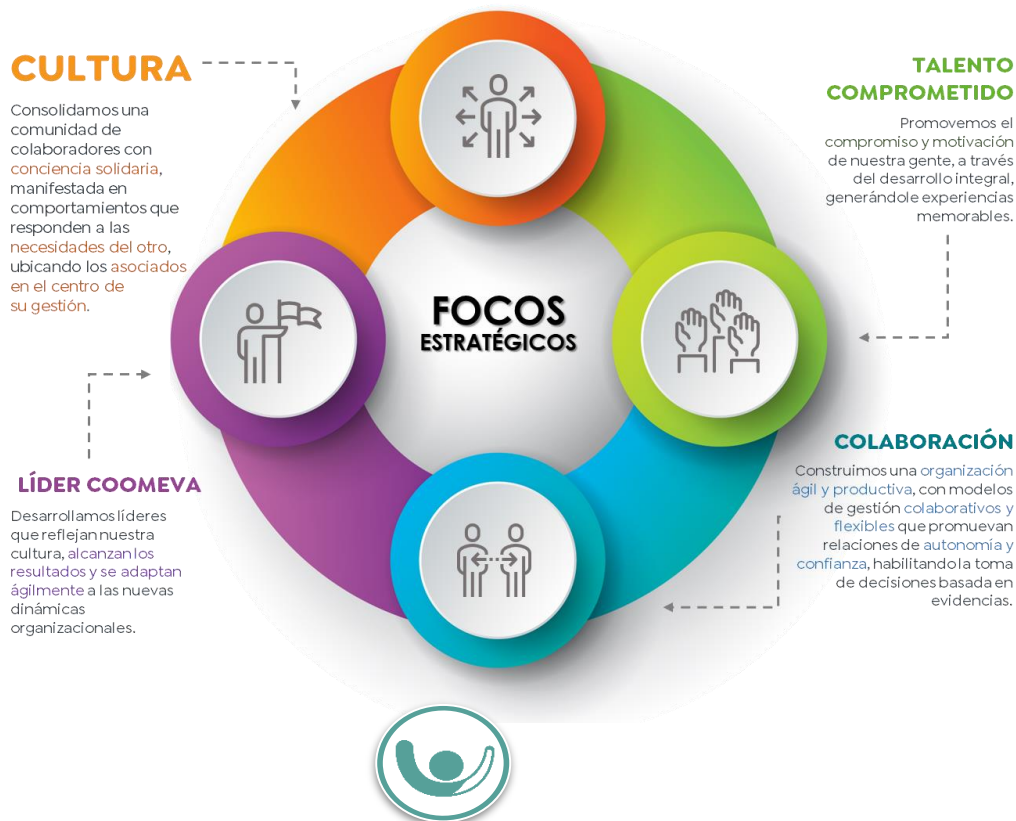 CULTURA
Consolidamos una
comunidad de
colaboradores con
conciencia solidaria,
manifestada en
comportamientos que
responden a las
necesidades del otro,
ubicando los asociados
en el centro de
su gestión.
TALENTO
COMPROMETIDO
Promovemos el
compromiso y motivación
de nuestra gente, a través
del desarrollo integral,
generándole experiencias
memorables.
FOCOS
ESTRATÉGICOS
LÍDER COOMEVA
Desarrollamos líderes
que reflejan nuestra
cultura, alcanzan los
resultados y se adaptan
ágilmente a las nuevas
dinámicas
organizacionales.
COLABORACIÓN
Construimos una organización
ágil y productiva, con modelos
de gestión colaborativos y
flexibles que promuevan
relaciones de autonomía y
confianza, habilitando la toma
de decisiones basada en
evidencias.